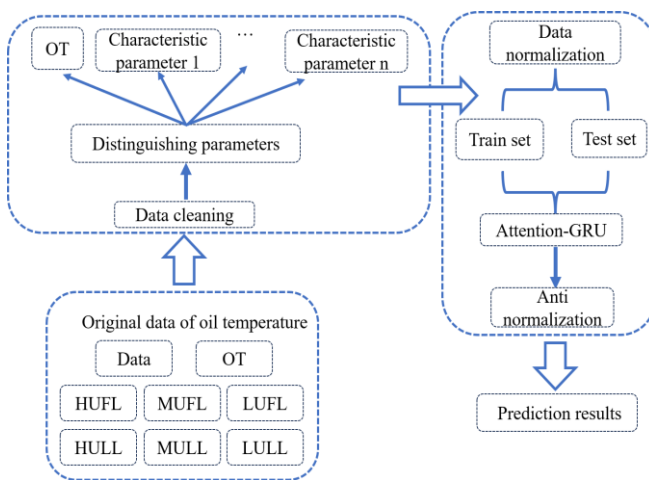 OT
Characteristic
parameter 1
...
Characteristic
parameter n
Distinguishing parameters
Data cleaning
Original data of oil temperature
Data
OT
HUFL
MUFL
LUFL
HULL
MULL
LULL
Data
normalization
Train set
Test set
Attention-GRU
Anti
normalization
Prediction results